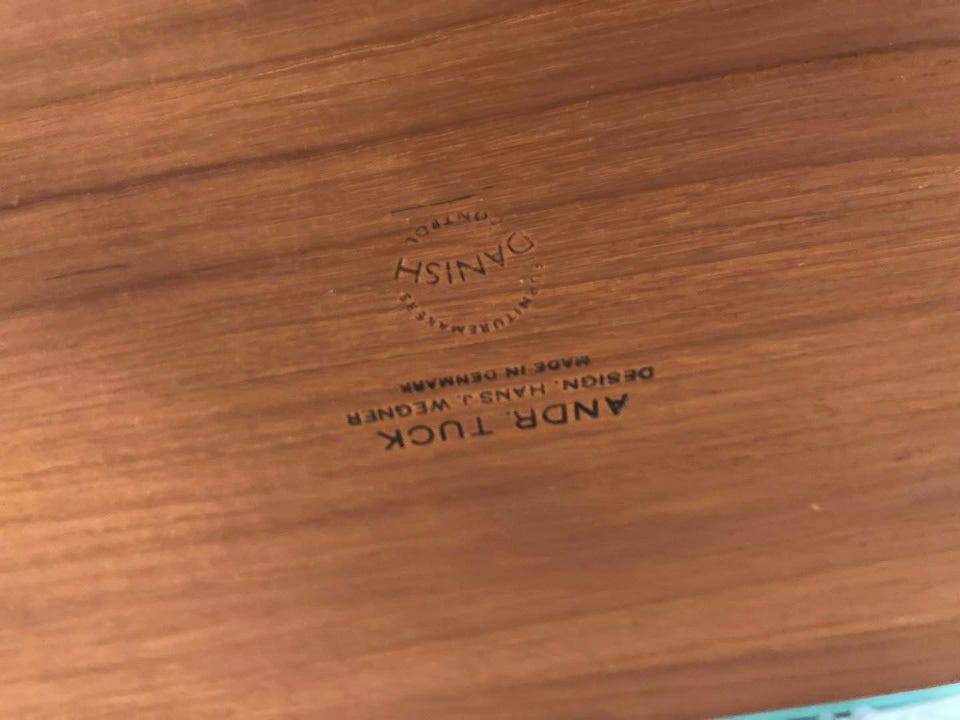 ANDR. TUCK
DESIGN. HANS J. WEGNER
MADE IN DENMARK
FURNITUREMAKERS
DANISH
CONTROL